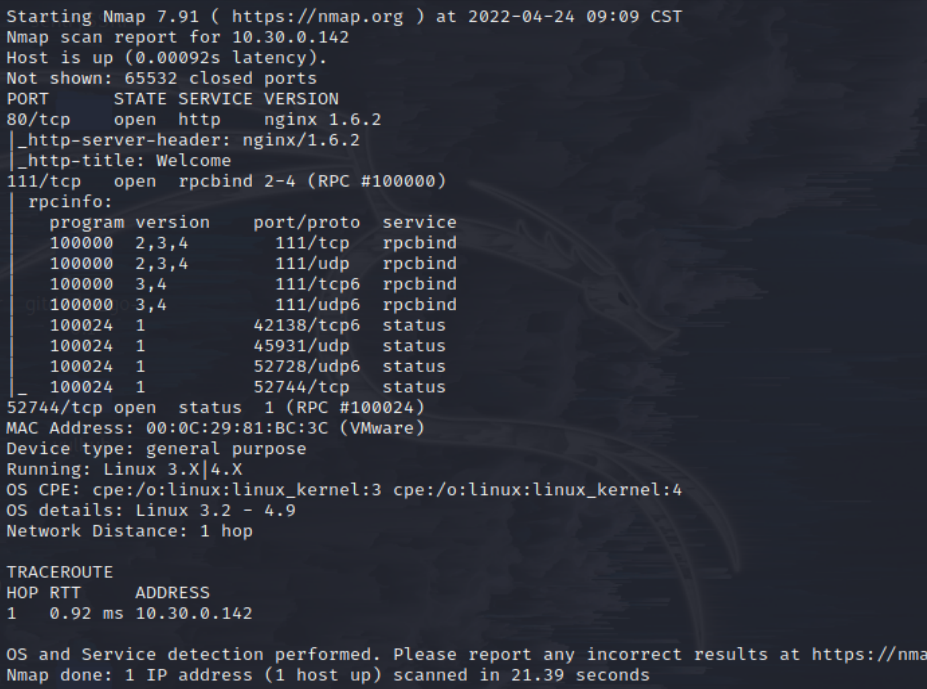 Starting Nmap 7.91 ( https://nmap.org ) at 2022-04-24 09:09 CST
Nmap scan report for 10.30.0.142
Host is up (0.00092s latency).
Not shown: 65532 closed ports
PORT      STATE SERVICE VERSION
80/tcp    open  http    nginx 1.6.2
|_http-server-header: nginx/1.6.2
|_http-title: Welcome
111/tcp   open  rpcbind 2-4 (RPC #100000)
| rpcinfo:
|   program version    port/proto  service
|   100000  2,3,4        111/tcp   rpcbind
|   100000  2,3,4        111/udp   rpcbind
|   100000  3,4          111/tcp6  rpcbind
|   100000  3,4          111/udp6  rpcbind
|   100024  1          42138/tcp6  status
|   100024  1          45931/udp   status
|   100024  1          52728/udp6  status
|_  100024  1          52744/tcp   status
52744/tcp open  status  1 (RPC #100024)
MAC Address: 00:0C:29:81:BC:3C (VMware)
Device type: general purpose
Running: Linux 3.X|4.X
OS CPE: cpe:/o:linux:linux_kernel:3 cpe:/o:linux:linux_kernel:4
OS details: Linux 3.2 - 4.9
Network Distance: 1 hop
TRACEROUTE
HOP RTT     ADDRESS
1   0.92 ms 10.30.0.142
OS and Service detection performed. Please report any incorrect results at https://nma
Nmap done: 1 IP address (1 host up) scanned in 21.39 seconds